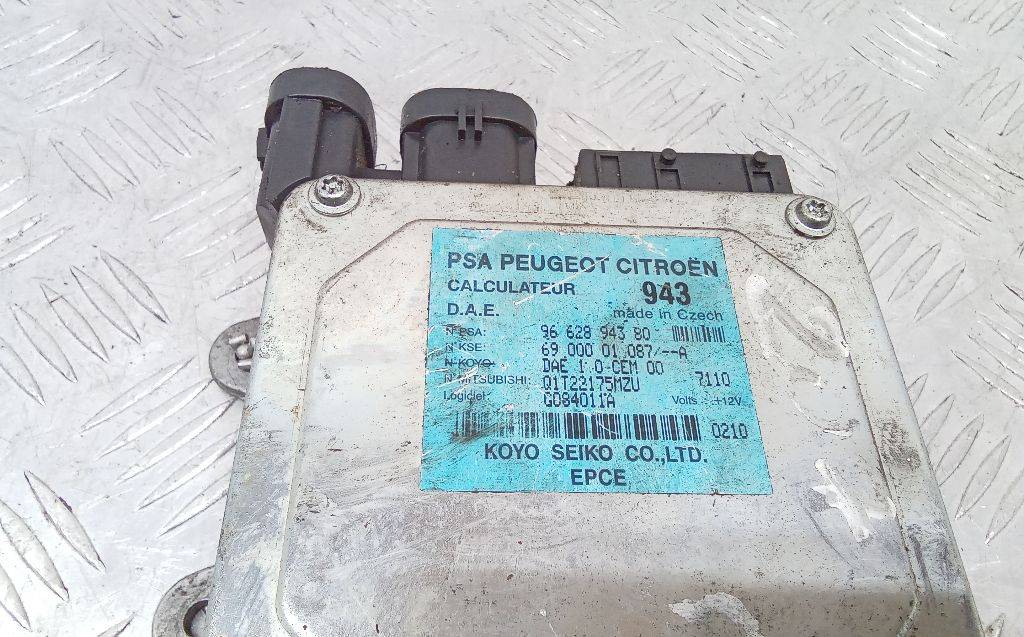 PSA PEUGEOT CITROËN
CALCULATEUR 943
D.A.E. made in Czech
N PSA: 96 628 943 80
N KSE: 69 000 01 087/--A
N KOYO: DAE 1.0-CEM 00
N MITSUBISHI: Q1T22175MZU 7110
Logiciel: G084011A Volts : +12V
0210
KOYO SEIKO CO.,LTD.
EPCE